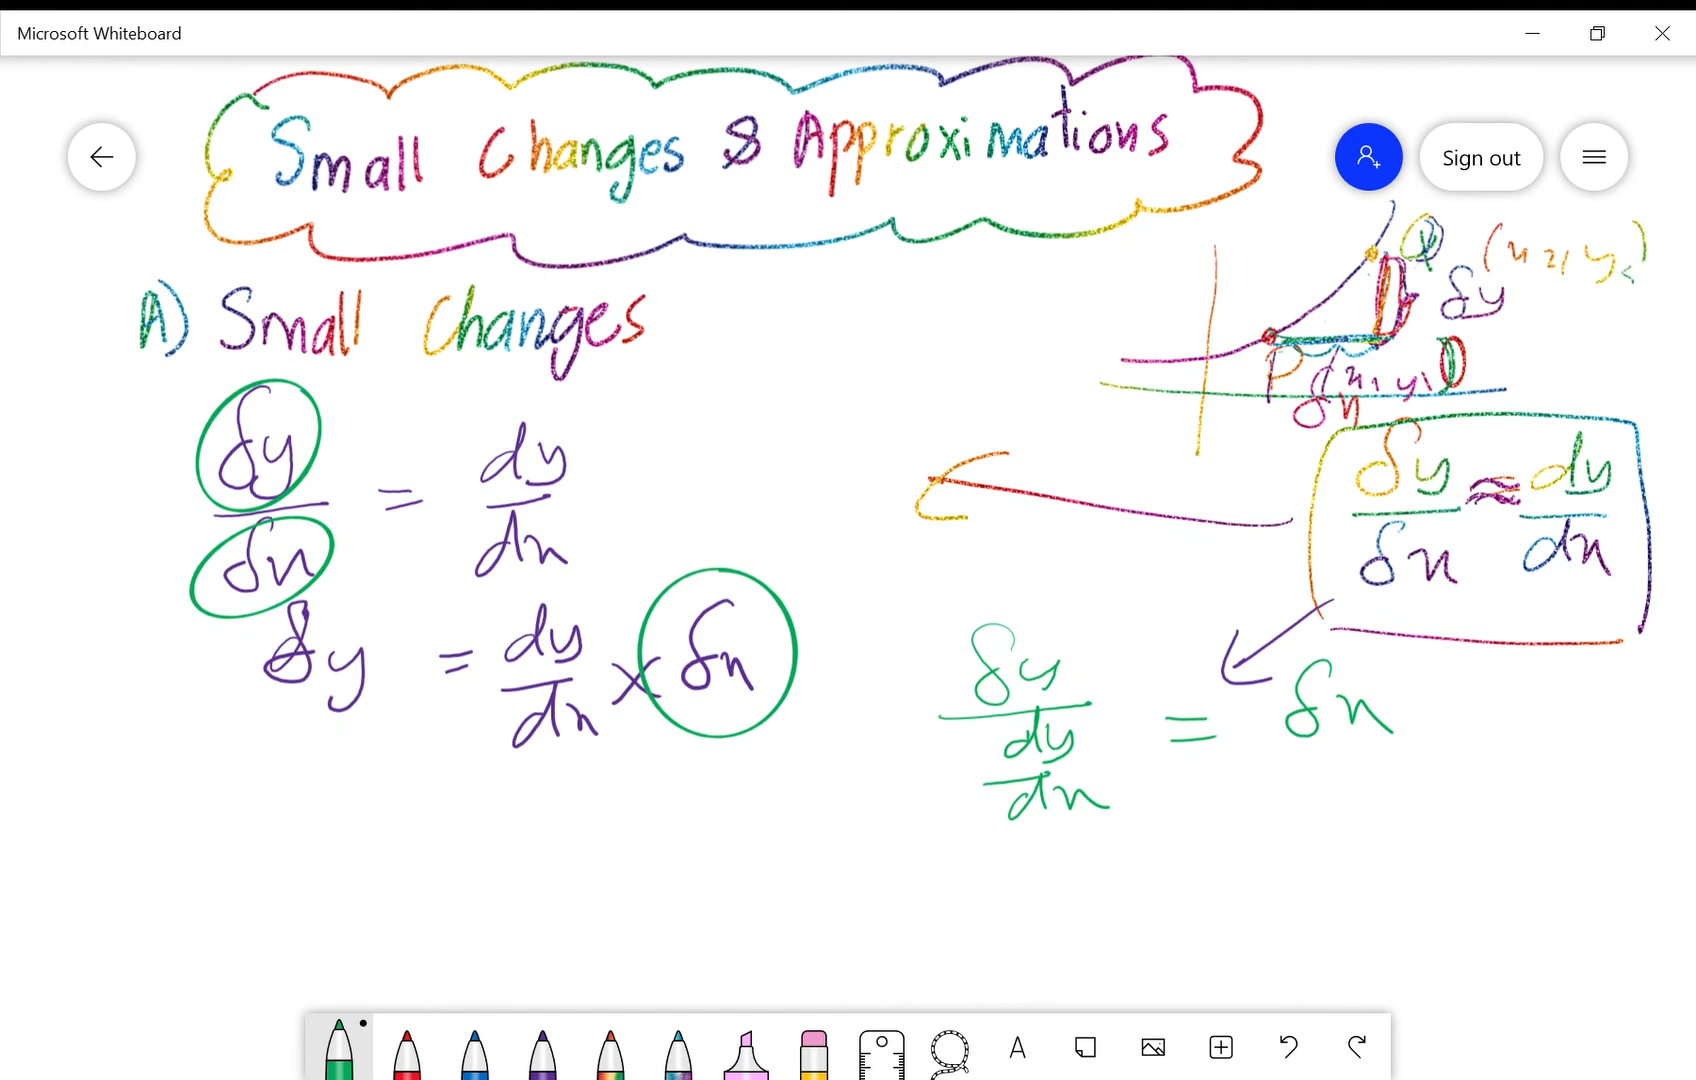 Microsoft Whiteboard
Small Changes & Approximations
Sign out
A) Small Changes
Q (x2, y2)
δy
P (x1, y1)
δx
δy/δx = dy/dx
δy/δx ≈ dy/dx
δy = dy/dx × δx
δy/(dy/dx) = δx
A